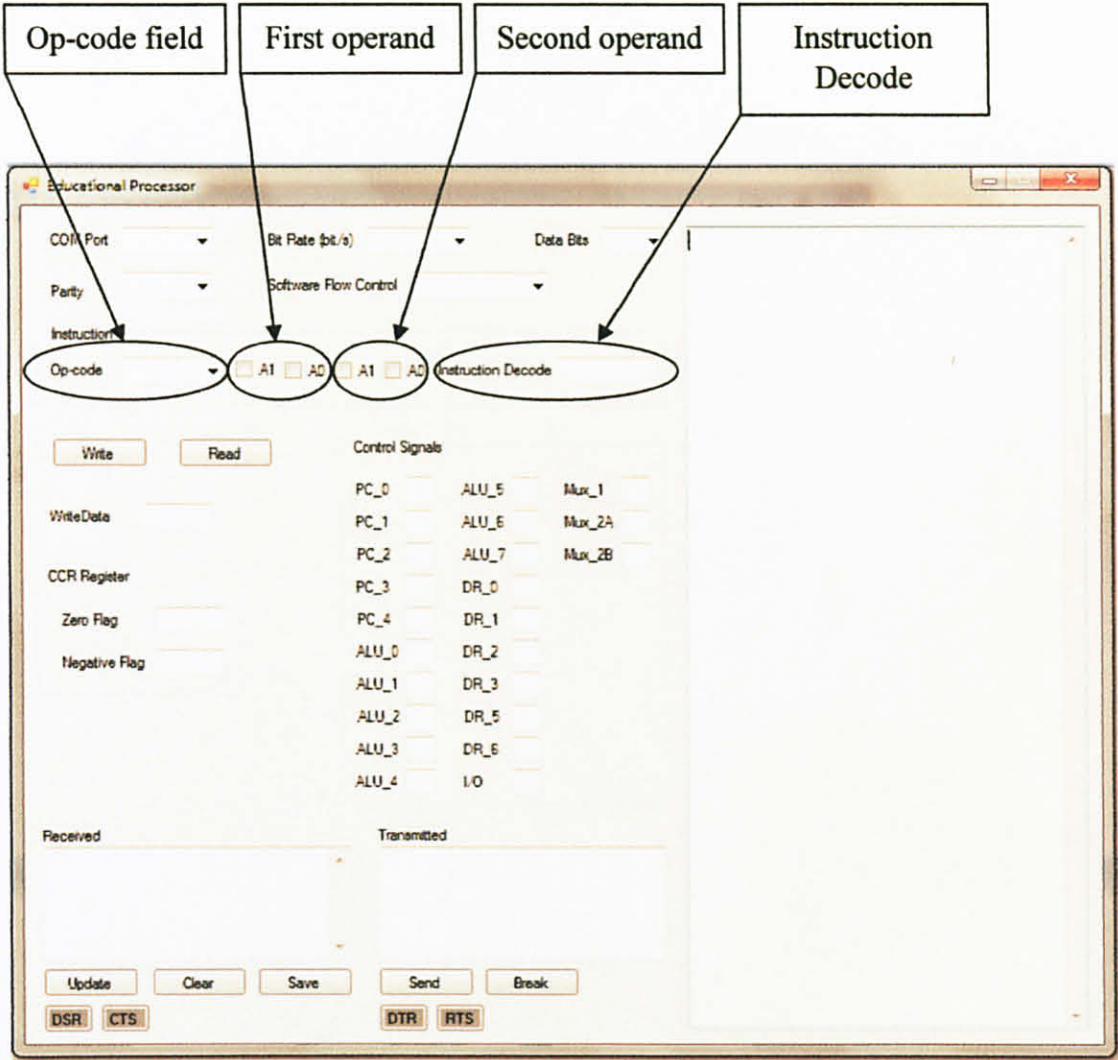 Op-code field
First operand
Second operand
Instruction
Decode
Educational Processor
COM Port
Bit Rate (bit/s)
Data Bits
Parity
Software Flow Control
Instruction
Op-code
A1
A0
A1
A0
Instruction Decode
Write
Read
Control Signals
PC_0
ALU_5
Mux_1
WriteData
PC_1
ALU_6
Mux_2A
PC_2
ALU_7
Mux_2B
CCR Register
PC_3
DR_0
Zero Flag
PC_4
DR_1
ALU_0
DR_2
Negative Flag
ALU_1
DR_3
ALU_2
DR_5
ALU_3
DR_6
ALU_4
I/O
Received
Transmitted
Update
Clear
Save
Send
Break
DSR
CTS
DTR
RTS